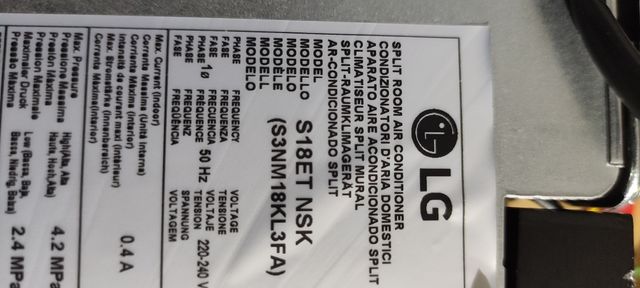 LG
SPLIT ROOM AIR CONDITIONER
CONDIZIONATORI D'ARIA DOMESTICI
APARATO AIRE ACONDICIONADO SPLIT
CLIMATISEUR SPLIT MURAL
SPLIT-RAUMKLIMAGERÄT
AR-CONDICIONADO SPLIT
MODEL
MODELLO
MODELO S18ET NSK
MODÈLE (S3NM18KL3FA)
MODELL
MODELO
PHASE FREQUENCY VOLTAGE
FASE FREQUENZA TENSIONE
FASE FRECUENCIA VOLTAJE
PHASE 1Ø 50 Hz TENSION 220-240 V
PHASE FREQUENZ SPANNUNG
FASE FREQUÊNCIA VOLTAGEM
Max. Current (Indoor)
Corrente Massima (Unità interna)
Corriente Máxima (Interior)
Intensité de courant maxi (Intérieur) 0.4 A
Max. Stromstärke (Innenbereich)
Corrente Máxima(Interior)
Max. Pressure
Pressione Massima High(Alta, Alta
Presión Máxima Haute, Hoch,Alta) 4.2 MPa
Pression Maximale
Maximaler Druck Low (Bassa, Baja
Pressão Máxima Basse, Niedrig, Baixa) 2.4 MPa